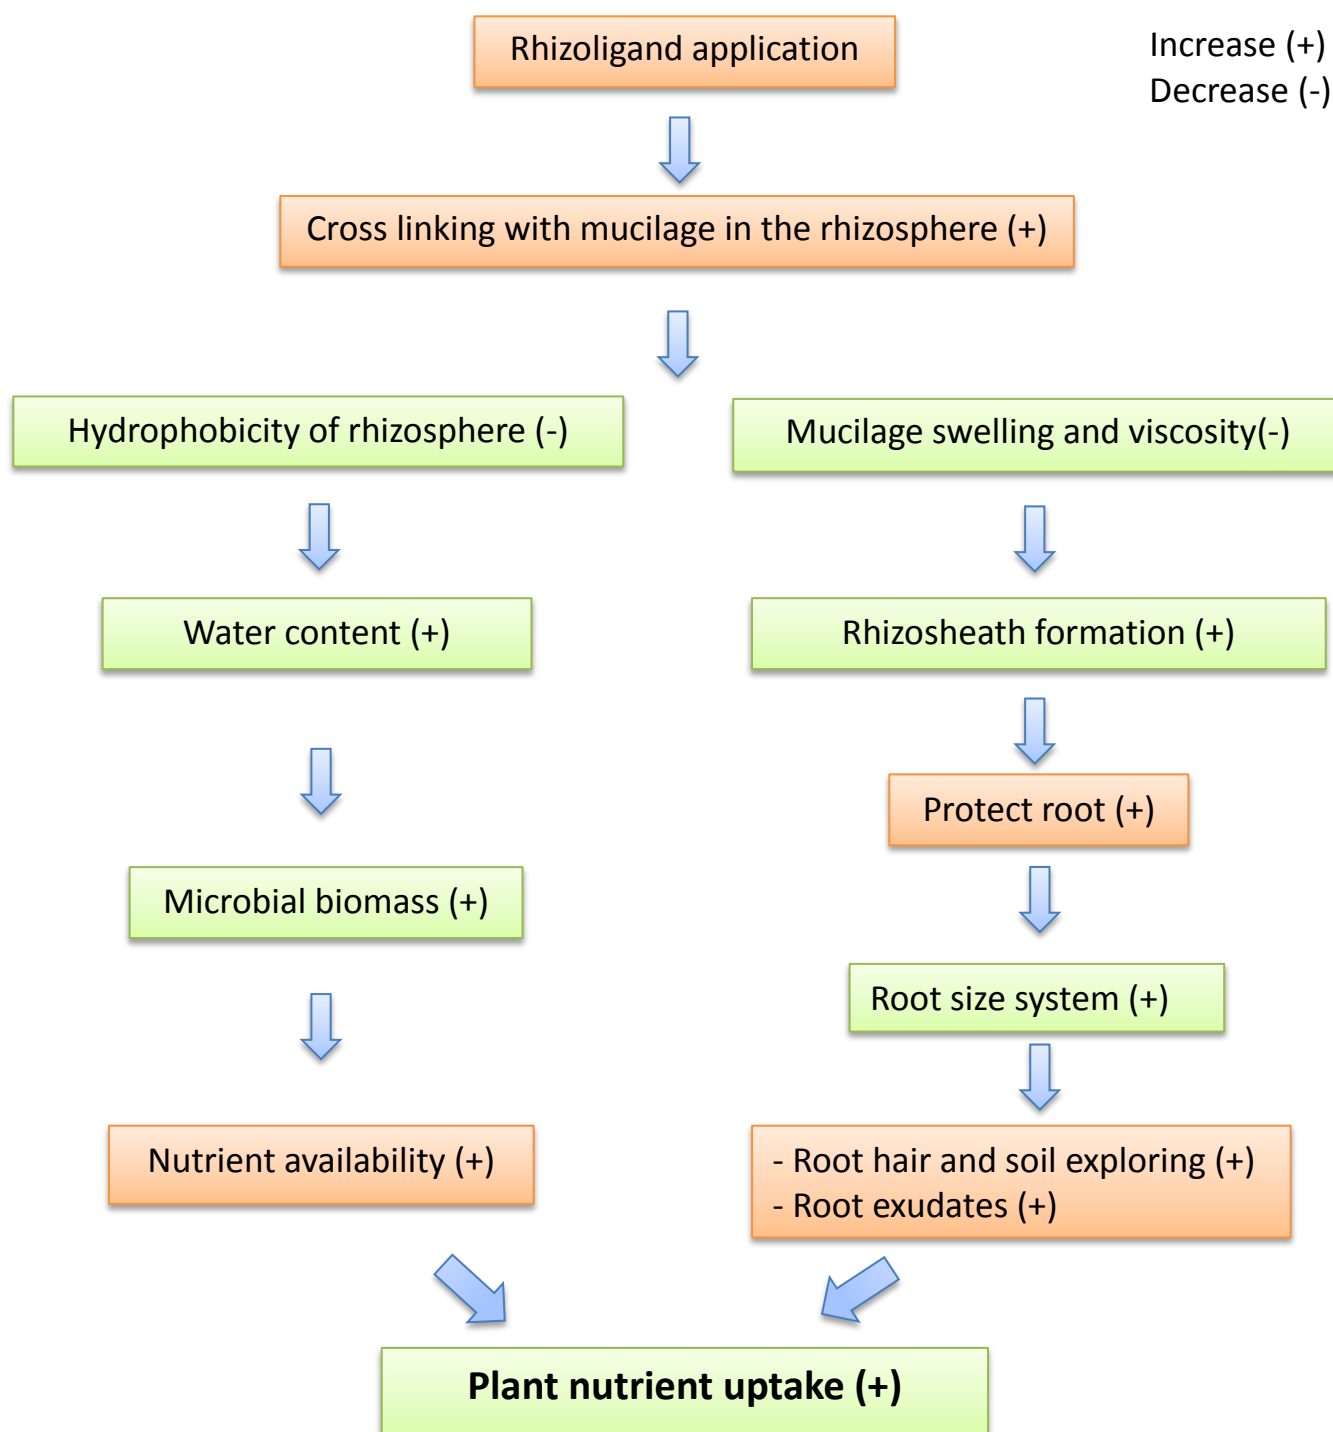 Rhizoligand application
Increase (+)
Decrease (-)
Cross linking with mucilage in the rhizosphere (+)
Hydrophobicity of rhizosphere (-)
Mucilage swelling and viscosity(-)
Water content (+)
Rhizosheath formation (+)
Protect root (+)
Microbial biomass (+)
Root size system (+)
Nutrient availability (+)
- Root hair and soil exploring (+)
- Root exudates (+)
Plant nutrient uptake (+)